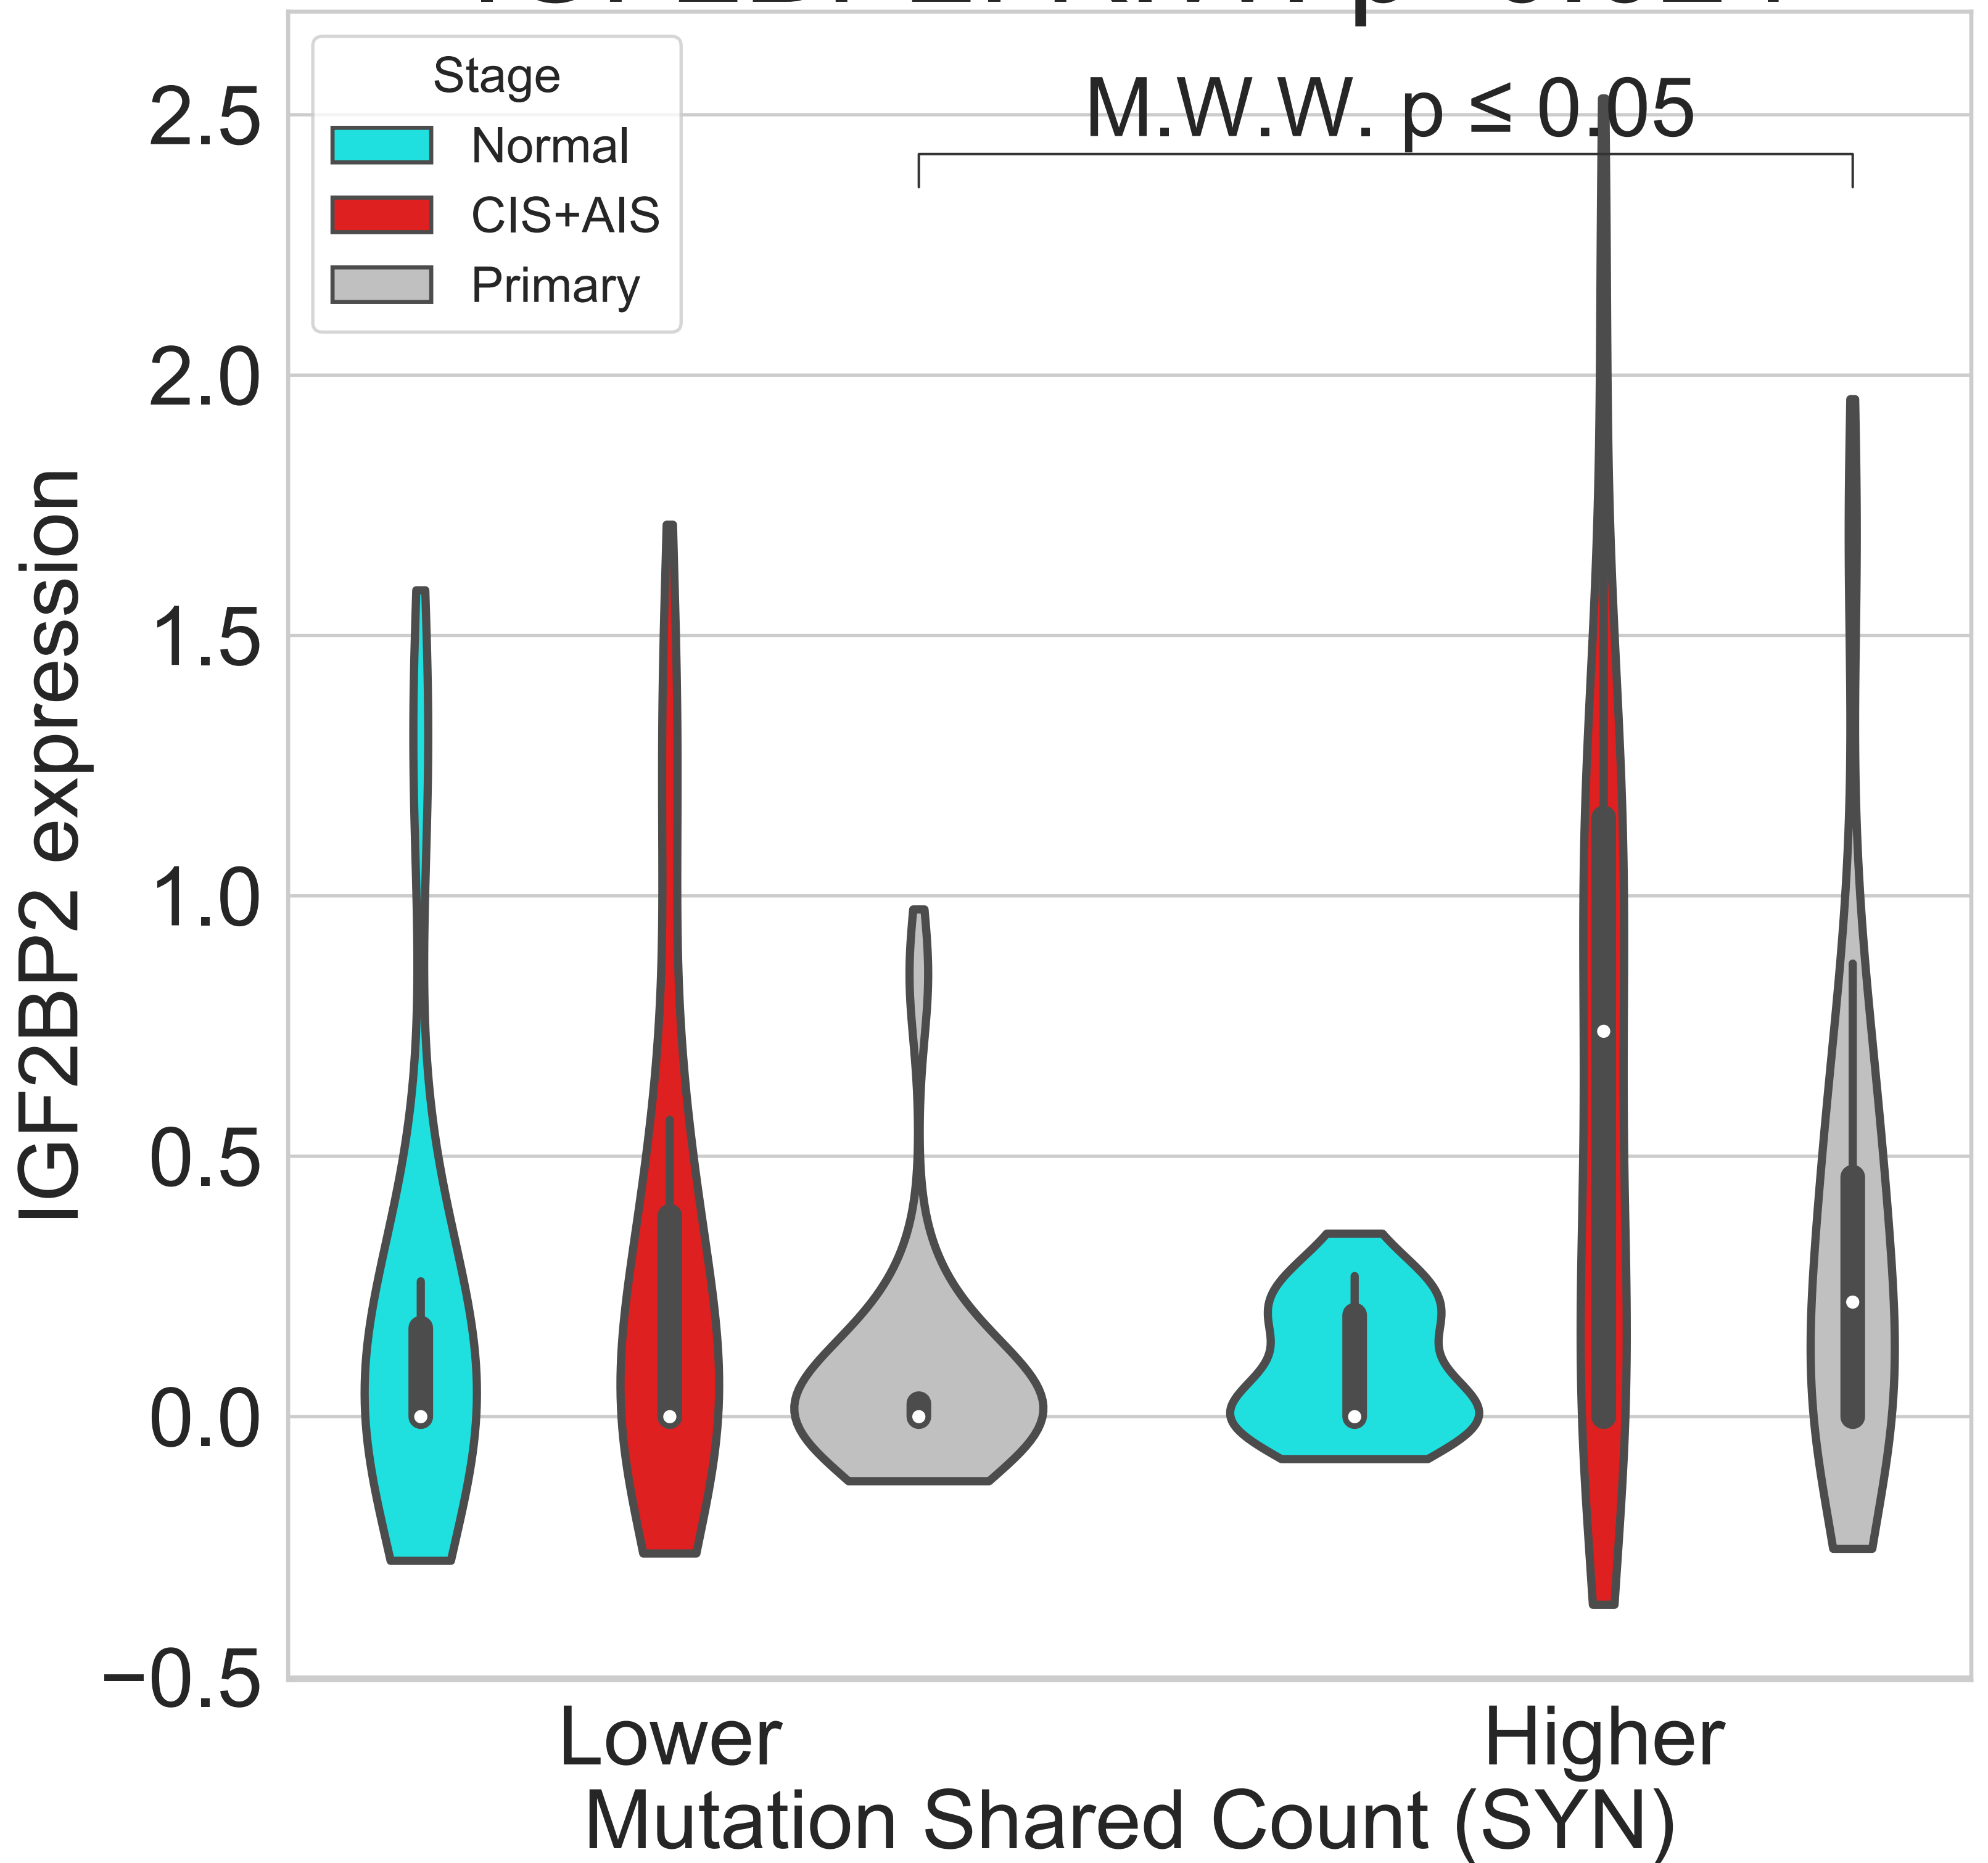 M.W.W. p ≤ 0.05
Stage
Normal
CIS+AIS
Primary
2.5
2.0
1.5
1.0
0.5
0.0
−0.5
IGF2BP2 expression
Lower
Higher
Mutation Shared Count (SYN)